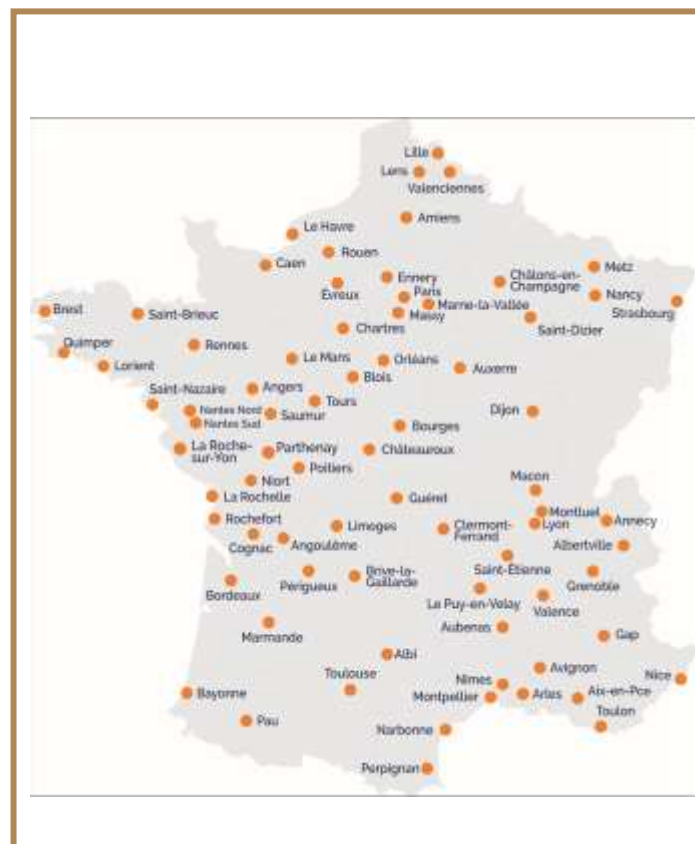 Lille
Lens
Valenciennes
Amiens
Le Havre
Rouen
Caen
Ennery
Évreux
Paris
Marne-la-Vallée
Massy
Châlons-en-
Champagne
Metz
Nancy
Strasbourg
Saint-Dizier
Brest
Saint-Brieuc
Quimper
Lorient
Rennes
Chartres
Le Mans
Orléans
Blois
Auxerre
Saint-Nazaire
Angers
Tours
Nantes Nord
Nantes Sud
Saumur
Dijon
Bourges
La Roche-
sur-Yon
Parthenay
Châteauroux
Poitiers
Niort
La Rochelle
Guéret
Macon
Montluel
Lyon
Annecy
Rochefort
Cognac
Angoulème
Limoges
Clermont-
Ferrand
Albertville
Saint-Étienne
Grenoble
Bordeaux
Périgueux
Brive-la-
Gaillarde
Le Puy-en-Velay
Valence
Marmande
Aubenas
Gap
Albi
Toulouse
Avignon
Nice
Bayonne
Nimes
Montpellier
Arles
Aix-en-Pce
Toulon
Pau
Narbonne
Perpignan